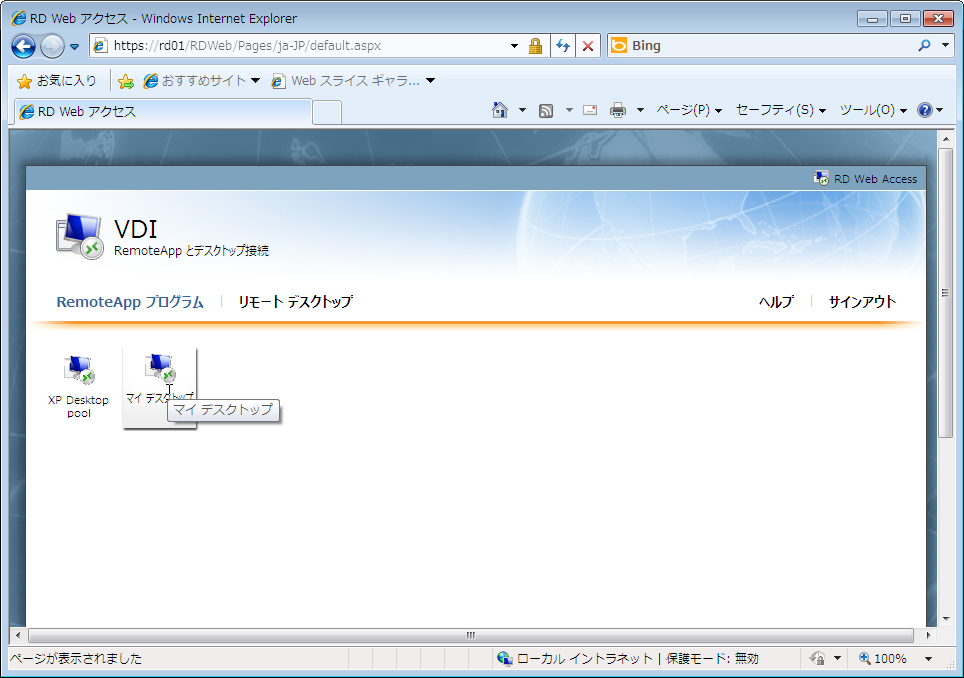 RD Web アクセス - Windows Internet Explorer
https://rd01/RDWeb/Pages/ja-JP/default.aspx
Bing
お気に入り
おすすめサイト
Web スライス ギャラ...
RD Web アクセス
ページ(P)
セーフティ(S)
ツール(O)
RD Web Access
VDI
RemoteApp とデスクトップ接続
RemoteApp プログラム
リモート デスクトップ
ヘルプ
サインアウト
XP Desktop
pool
マイ デスクトップ
マイ デスクトップ
ページが表示されました
ローカル イントラネット | 保護モード: 無効
100%